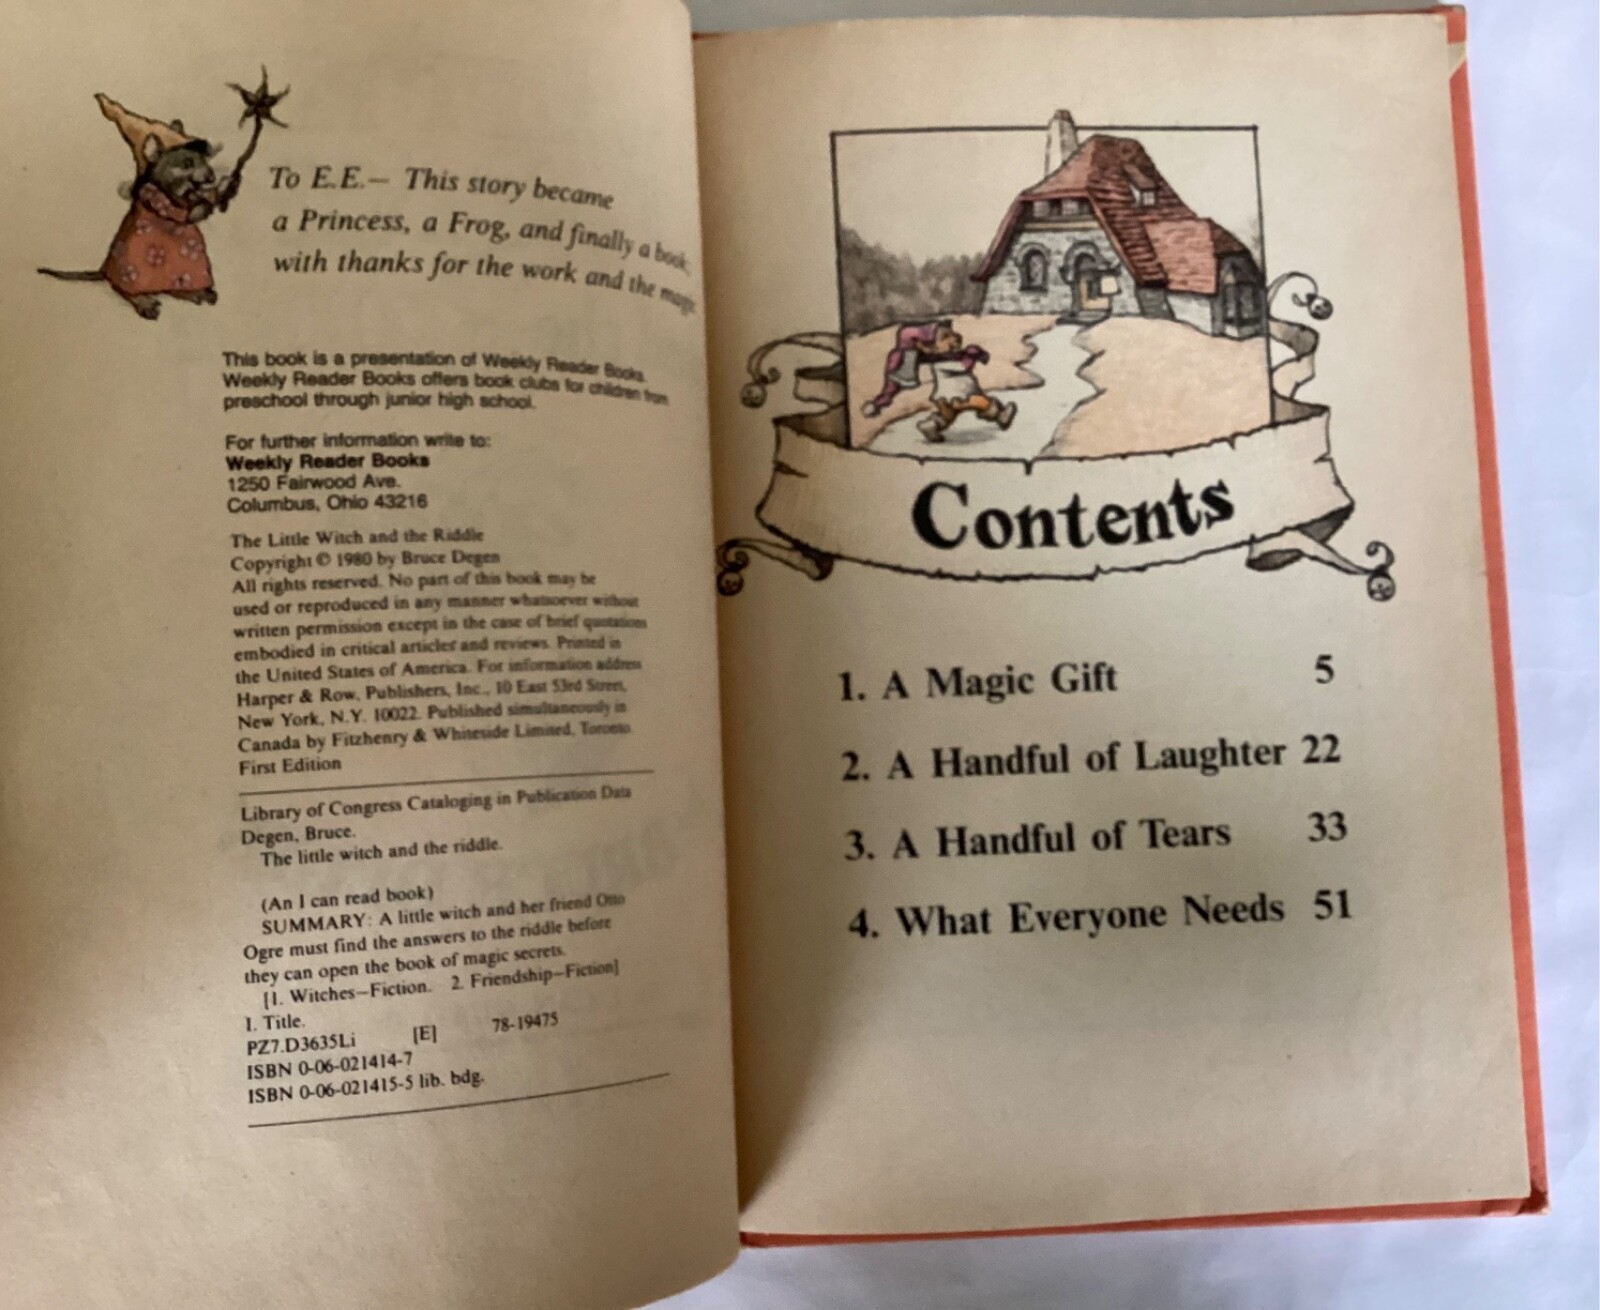 To E.E.— This story became
a Princess, a Frog, and finally a book,
with thanks for the work and the magic.
This book is a presentation of Weekly Reader Books.
Weekly Reader Books offers book clubs for children from
preschool through junior high school.
For further information write to:
Weekly Reader Books
1250 Fairwood Ave.
Columbus, Ohio 43216
The Little Witch and the Riddle
Copyright © 1980 by Bruce Degen
All rights reserved. No part of this book may be
used or reproduced in any manner whatsoever without
written permission except in the case of brief quotations
embodied in critical articles and reviews. Printed in
the United States of America. For information address
Harper & Row, Publishers, Inc., 10 East 53rd Street,
New York, N.Y. 10022. Published simultaneously in
Canada by Fitzhenry & Whiteside Limited, Toronto.
First Edition
Library of Congress Cataloging in Publication Data
Degen, Bruce.
The little witch and the riddle.
(An I can read book)
SUMMARY: A little witch and her friend Otto
Ogre must find the answers to the riddle before
they can open the book of magic secrets.
[1. Witches—Fiction. 2. Friendship—Fiction]
I. Title.
PZ7.D3635Li [E] 78-19475
ISBN 0-06-021414-7
ISBN 0-06-021415-5 lib. bdg.
Contents
1. A Magic Gift 5
2. A Handful of Laughter 22
3. A Handful of Tears 33
4. What Everyone Needs 51